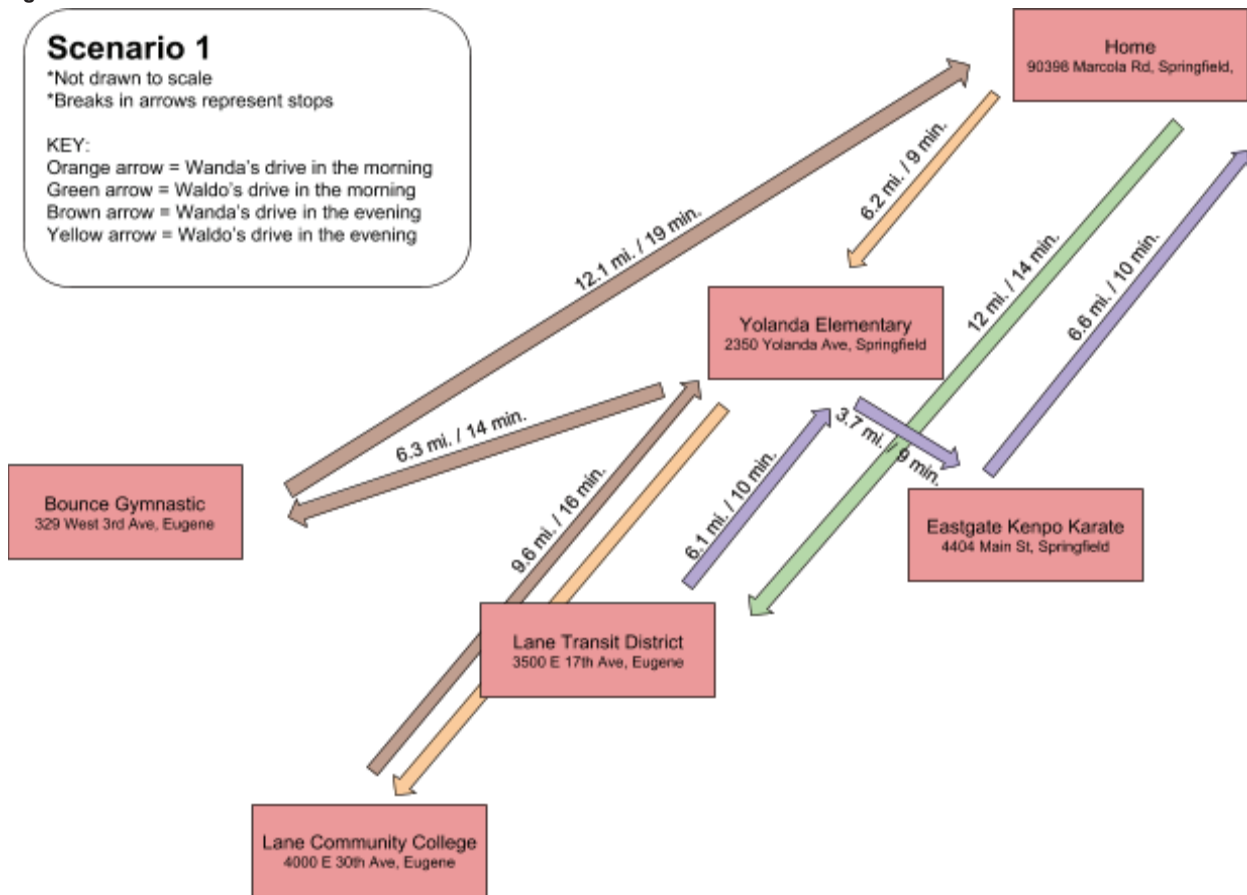 Scenario 1
*Not drawn to scale
*Breaks in arrows represent stops
KEY:
Orange arrow = Wanda's drive in the morning
Green arrow = Waldo's drive in the morning
Brown arrow = Wanda's drive in the evening
Yellow arrow = Waldo's drive in the evening
Home
90398 Marcola Rd, Springfield,
6.2 mi. / 9 min.
12.1 mi. / 19 min.
12 mi. / 14 min.
6.6 mi. / 10 min.
Yolanda Elementary
2350 Yolanda Ave, Springfield
6.3 mi. / 14 min.
3.7 mi. / 9 min.
Bounce Gymnastic
329 West 3rd Ave, Eugene
9.6 mi. / 16 min.
6.1 mi. / 10 min.
Eastgate Kenpo Karate
4404 Main St, Springfield
Lane Transit District
3500 E 17th Ave, Eugene
Lane Community College
4000 E 30th Ave, Eugene